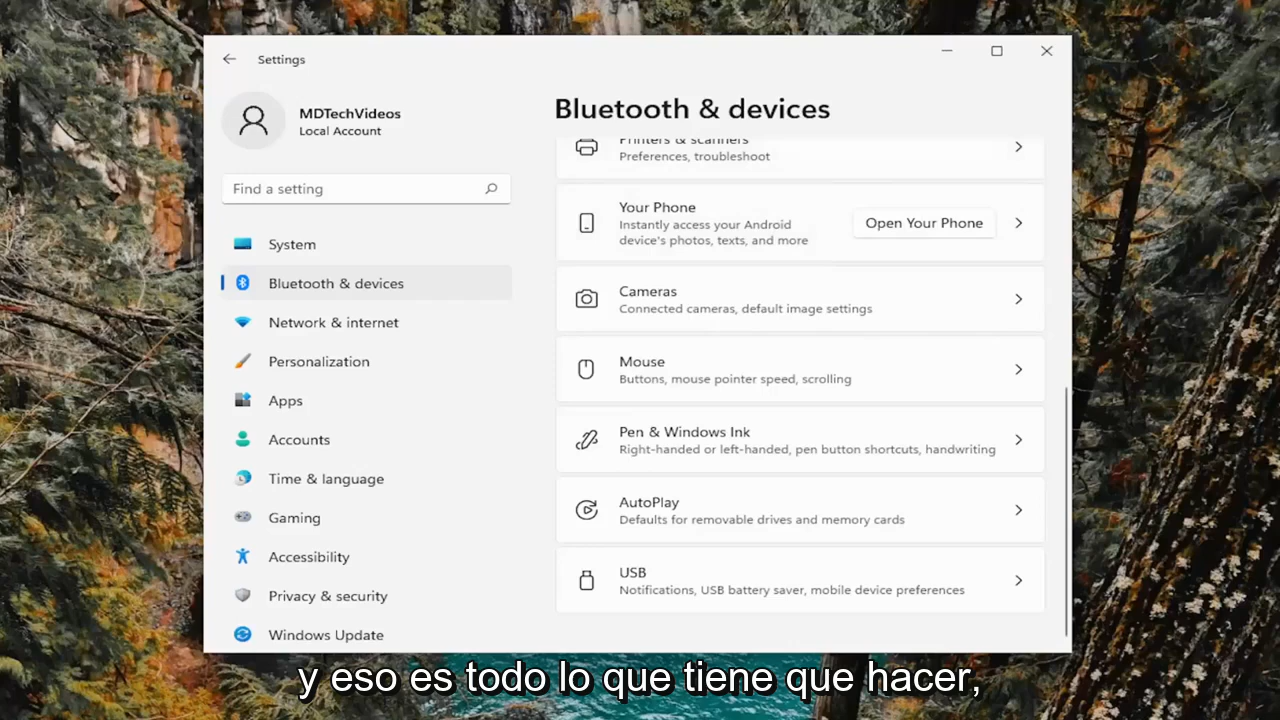 Settings
MDTechVideos
Local Account
Find a setting
System
Bluetooth & devices
Network & internet
Personalization
Apps
Accounts
Time & language
Gaming
Accessibility
Privacy & security
Windows Update
Bluetooth & devices
Printers & scanners
Preferences, troubleshoot
Your Phone
Instantly access your Android
device's photos, texts, and more
Open Your Phone
Cameras
Connected cameras, default image settings
Mouse
Buttons, mouse pointer speed, scrolling
Pen & Windows Ink
Right-handed or left-handed, pen button shortcuts, handwriting
AutoPlay
Defaults for removable drives and memory cards
USB
Notifications, USB battery saver, mobile device preferences
y eso es todo lo que tiene que hacer,